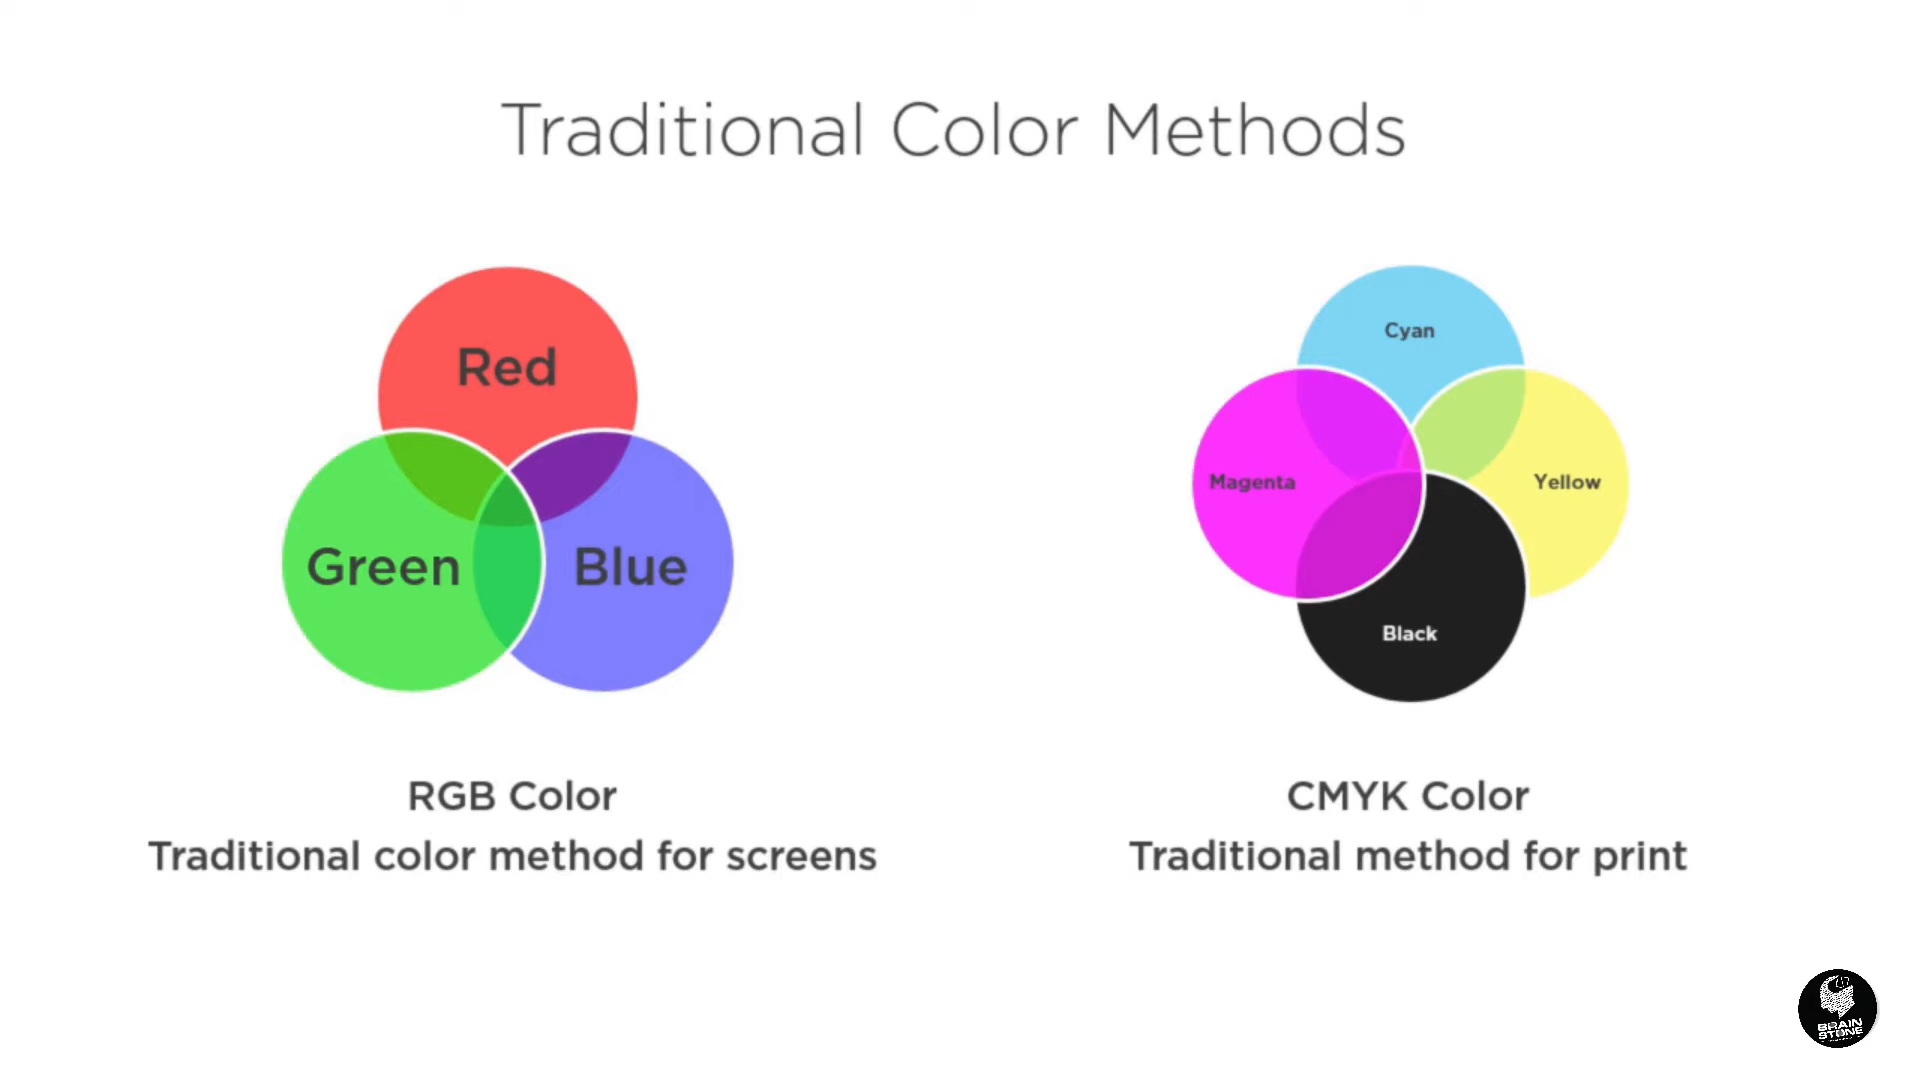 Traditional Color Methods
Red
Green
Blue
RGB Color
Traditional color method for screens
Cyan
Magenta
Yellow
Black
CMYK Color
Traditional method for print
BRAIN
STONE